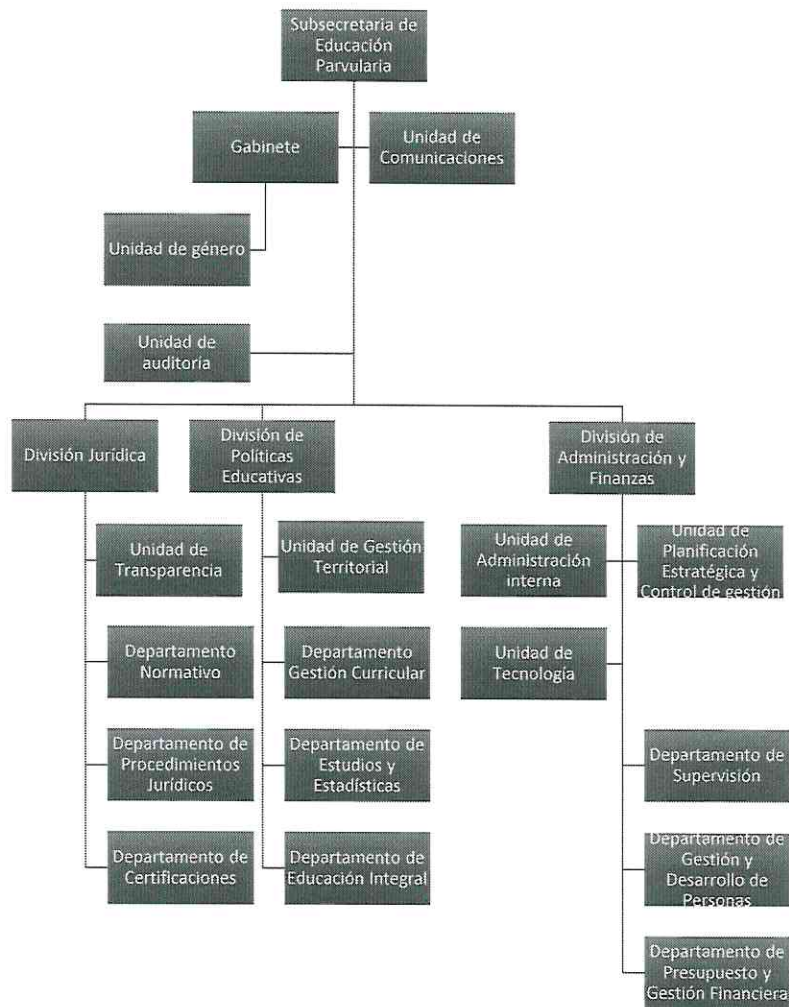 Subsecretaria de
Educación
Parvularia
Gabinete
Unidad de
Comunicaciones
Unidad de género
Unidad de
auditoría
División Jurídica
División de
Políticas
Educativas
División de
Administración y
Finanzas
Unidad de
Transparencia
Unidad de Gestión
Territorial
Unidad de
Administración
interna
Unidad de
Planificación
Estratégica y
Control de gestión
Departamento
Normativo
Departamento
Gestión Curricular
Unidad de
Tecnología
Departamento de
Procedimientos
Jurídicos
Departamento de
Estudios y
Estadísticas
Departamento de
Supervisión
Departamento de
Certificaciones
Departamento de
Educación Integral
Departamento de
Gestión y
Desarrollo de
Personas
Departamento de
Presupuesto y
Gestión Financiera